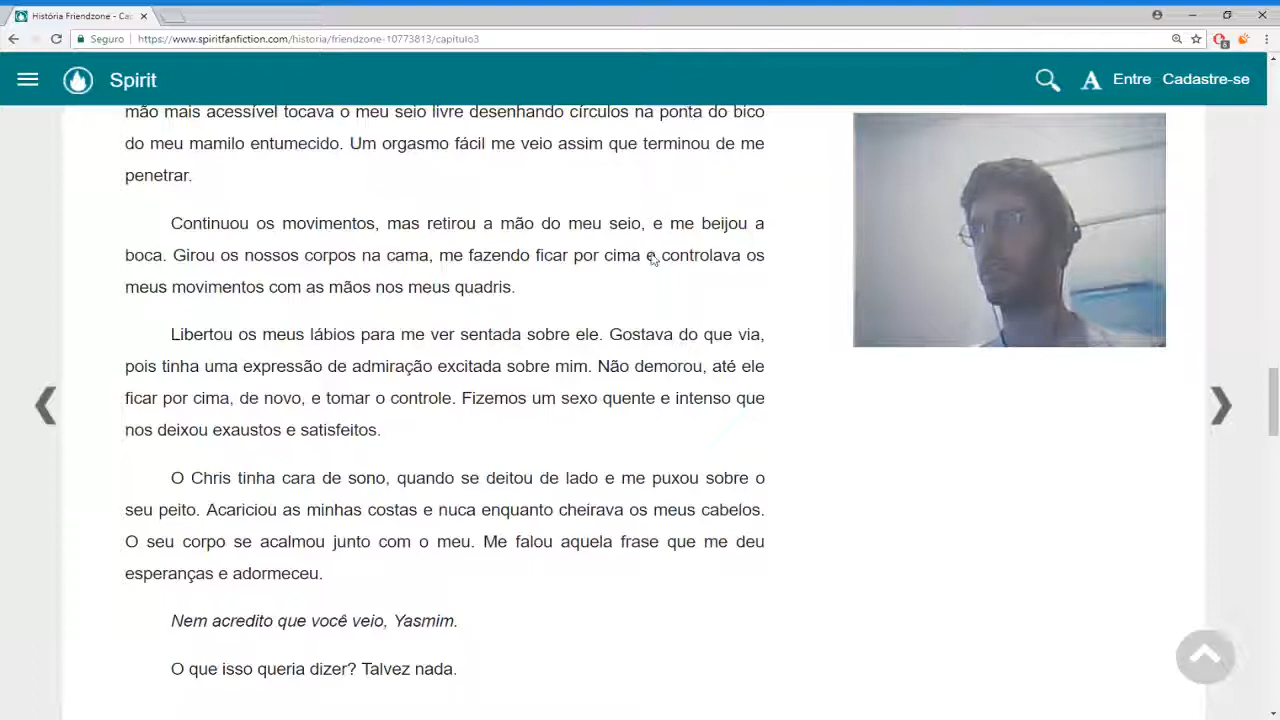 História Friendzone - Cap
Seguro
https://www.spiritfanfiction.com/historia/friendzone-10773813/capitulo3
Spirit
A
Entre
Cadastre-se
mão mais acessível tocava o meu seio livre desenhando círculos na ponta do bico
do meu mamilo entumecido. Um orgasmo fácil me veio assim que terminou de me
penetrar.
Continuou os movimentos, mas retirou a mão do meu seio, e me beijou a
boca. Girou os nossos corpos na cama, me fazendo ficar por cima e controlava os
meus movimentos com as mãos nos meus quadris.
Libertou os meus lábios para me ver sentada sobre ele. Gostava do que via,
pois tinha uma expressão de admiração excitada sobre mim. Não demorou, até ele
ficar por cima, de novo, e tomar o controle. Fizemos um sexo quente e intenso que
nos deixou exaustos e satisfeitos.
O Chris tinha cara de sono, quando se deitou de lado e me puxou sobre o
seu peito. Acariciou as minhas costas e nuca enquanto cheirava os meus cabelos.
O seu corpo se acalmou junto com o meu. Me falou aquela frase que me deu
esperanças e adormeceu.
Nem acredito que você veio, Yasmim.
O que isso queria dizer? Talvez nada.